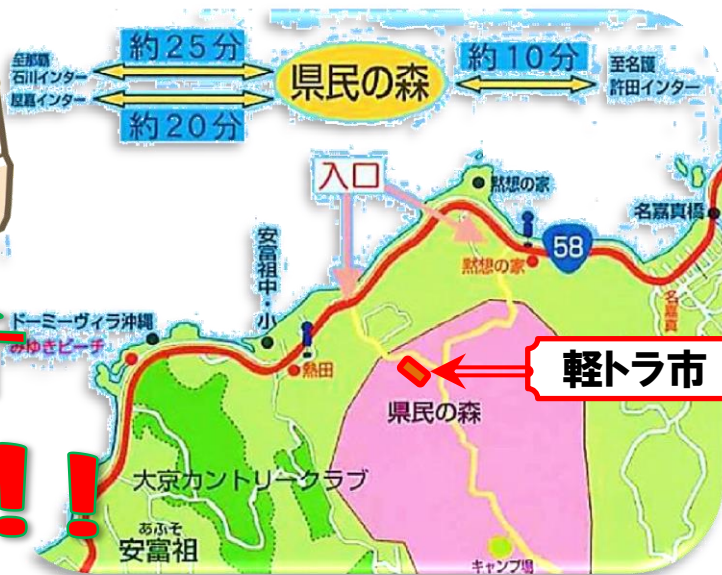 約25分
至那覇
石川インター
屋嘉インター
約20分
県民の森
約10分
至名護
許田インター
入口
黙想の家
名嘉真橋
58
黙想の家
安富祖中・小
名嘉真
ドーミーヴィラ沖縄
みゆきビーチ
熱田
軽トラ市
県民の森
大京カントリークラブ
!!
あふそ
安富祖
キャンプ場